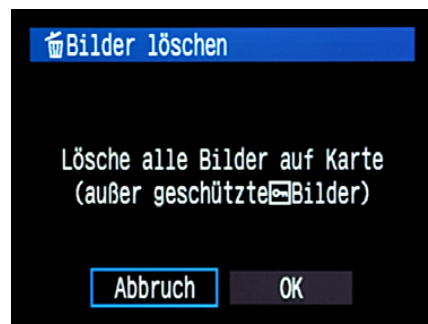 Bilder löschen
Lösche alle Bilder auf Karte
(außer geschützte Bilder)
Abbruch
OK